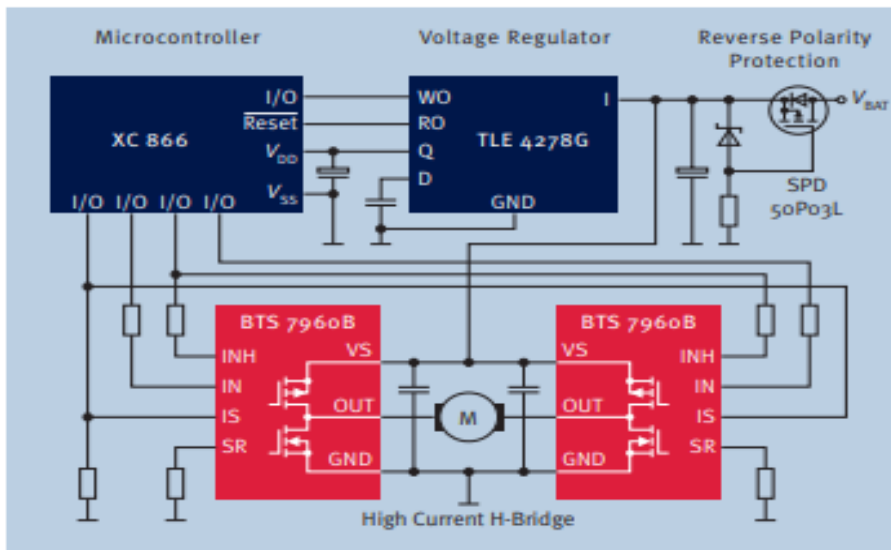 Microcontroller
Voltage Regulator
Reverse Polarity
Protection
I/O
Reset
XC 866
VDD
VSS
I/O I/O I/O I/O
WO
RO
Q
D
I
TLE 4278G
GND
VBAT
SPD
50P03L
BTS 7960B
VS
INH
IN
OUT
IS
SR
GND
M
BTS 7960B
VS
INH
IN
OUT
IS
SR
GND
High Current H-Bridge